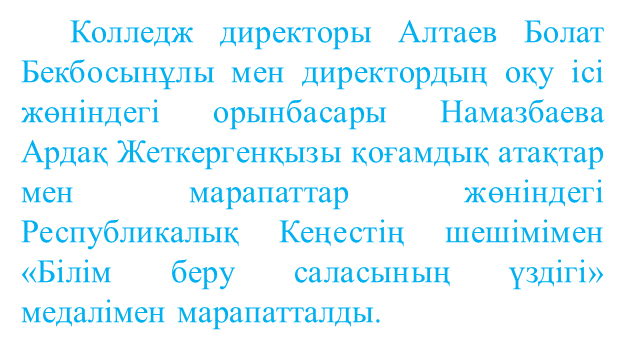 Колледж директоры Алтаев Болат
Бекбосынұлы мен директордың оқу ісі
жөніндегі орынбасары Намазбаева
Ардақ Жеткергенқызы қоғамдық атақтар
мен марапаттар жөніндегі
Республикалық Кеңестің шешімімен
«Білім беру саласының үздігі»
медалімен марапатталды.